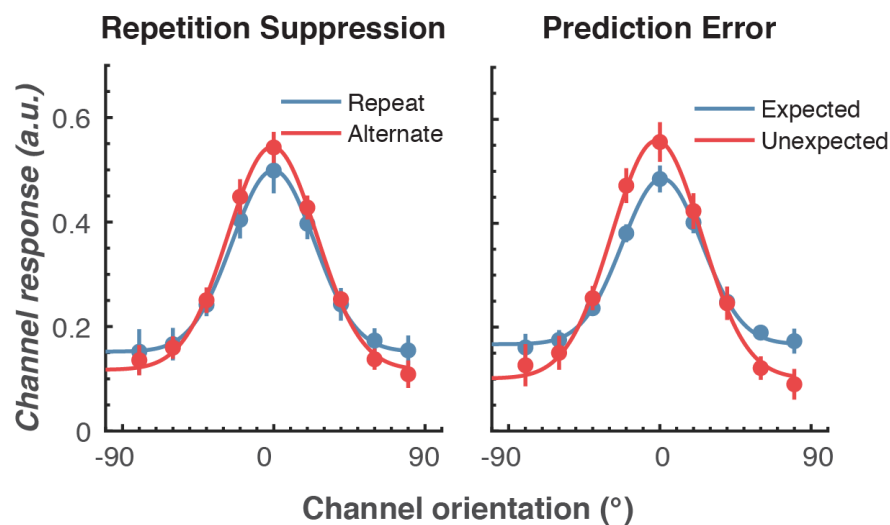 Repetition Suppression
Prediction Error
Channel response (a.u.)
0.6
0.4
0.2
0
Repeat
Alternate
Expected
Unexpected
-90
0
90
-90
0
90
Channel orientation (°)